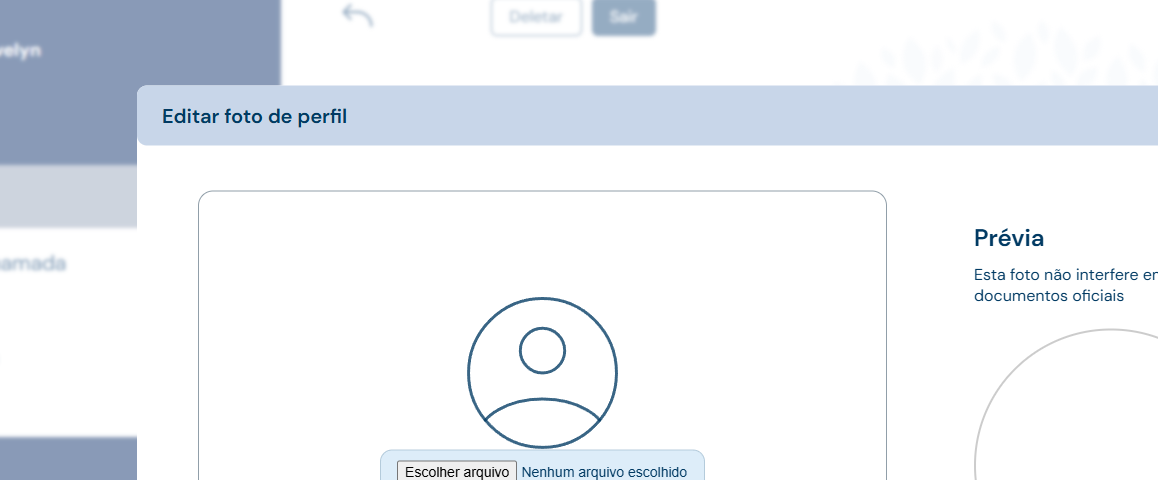 Deletar
Sair
velyn
Editar foto de perfil
amada
Prévia
Esta foto não interfere em
documentos oficiais
Escolher arquivo
Nenhum arquivo escolhido